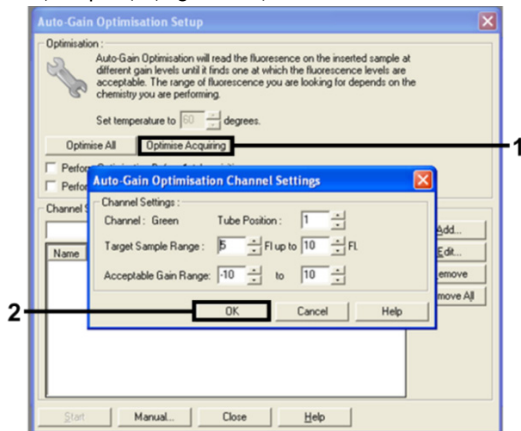 Auto-Gain Optimisation Setup
Optimisation :
Auto-Gain Optimisation will read the fluoresence on the inserted sample at
different gain levels until it finds one at which the fluorescence levels are
acceptable. The range of fluorescence you are looking for depends on the
chemistry you are performing.
Set temperature to 60 degrees.
Optimise All Optimise Acquiring
1
Perform
Perform
Auto-Gain Optimisation Channel Settings
Channel S
Channel Settings :
Channel : Green Tube Position : 1
Add...
Target Sample Range : 5 Fl up to 10 Fl.
Name
Edit...
Acceptable Gain Range: -10 to 10
emove
move All
2
OK Cancel Help
Start Manual... Close Help